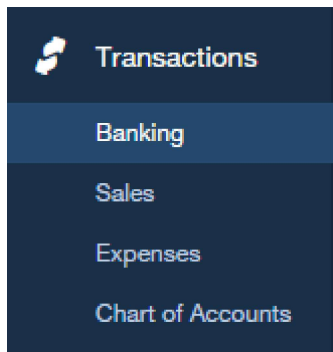 Transactions
Banking
Sales
Expenses
Chart of Accounts